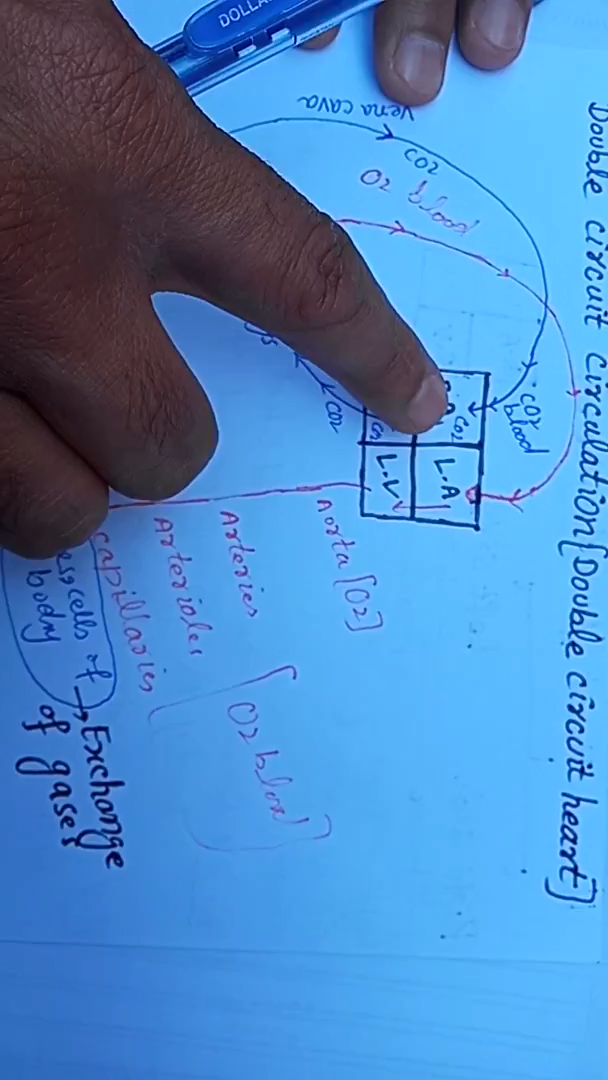 Double circuit circulation [Double circuit heart]
vena cava
CO2
O2 blood
CO2 blood
CO2
L.A
L.V
CO2
Aorta [O2]
Arteries
Arterioles
capillaries
[O2 blood]
cells of body
Exchange of gases
DOLLA